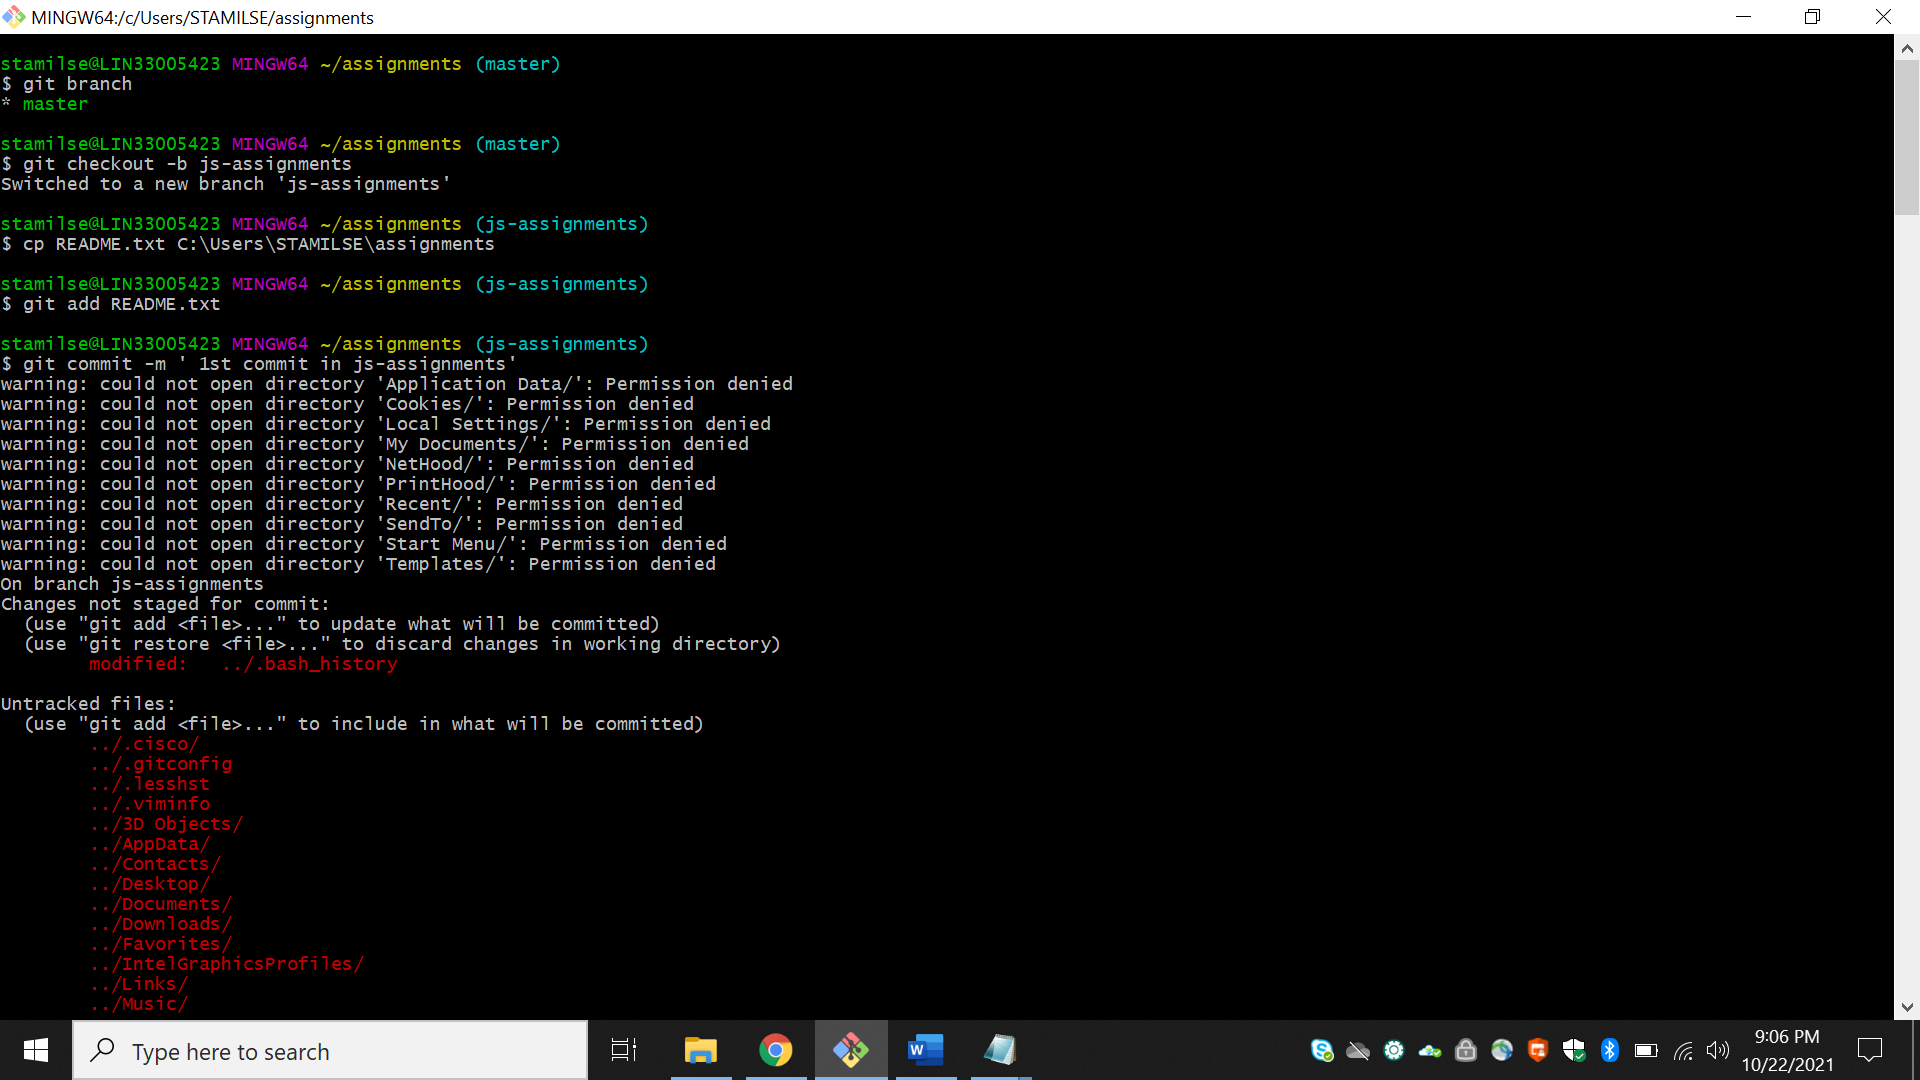 MINGW64:/c/Users/STAMILSE/assignments
stamilse@LIN33005423 MINGW64 ~/assignments (master)
$ git branch
* master
stamilse@LIN33005423 MINGW64 ~/assignments (master)
$ git checkout -b js-assignments
Switched to a new branch 'js-assignments'
stamilse@LIN33005423 MINGW64 ~/assignments (js-assignments)
$ cp README.txt C:\Users\STAMILSE\assignments
stamilse@LIN33005423 MINGW64 ~/assignments (js-assignments)
$ git add README.txt
stamilse@LIN33005423 MINGW64 ~/assignments (js-assignments)
$ git commit -m ' 1st commit in js-assignments'
warning: could not open directory 'Application Data/': Permission denied
warning: could not open directory 'Cookies/': Permission denied
warning: could not open directory 'Local Settings/': Permission denied
warning: could not open directory 'My Documents/': Permission denied
warning: could not open directory 'NetHood/': Permission denied
warning: could not open directory 'PrintHood/': Permission denied
warning: could not open directory 'Recent/': Permission denied
warning: could not open directory 'SendTo/': Permission denied
warning: could not open directory 'Start Menu/': Permission denied
warning: could not open directory 'Templates/': Permission denied
On branch js-assignments
Changes not staged for commit:
  (use "git add <file>..." to update what will be committed)
  (use "git restore <file>..." to discard changes in working directory)
        modified:   ../.bash_history
Untracked files:
  (use "git add <file>..." to include in what will be committed)
        ../.cisco/
        ../.gitconfig
        ../.lesshst
        ../.viminfo
        ../3D Objects/
        ../AppData/
        ../Contacts/
        ../Desktop/
        ../Documents/
        ../Downloads/
        ../Favorites/
        ../IntelGraphicsProfiles/
        ../Links/
        ../Music/
Type here to search
W
9:06 PM
10/22/2021